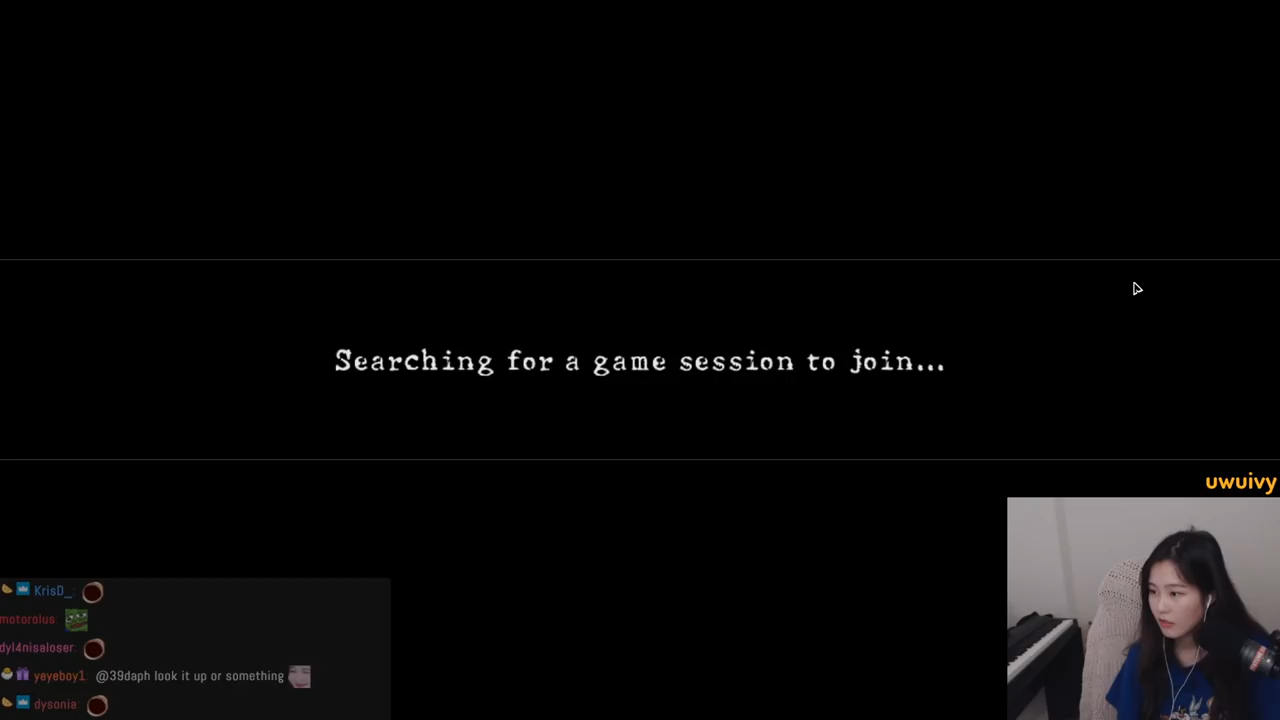 Searching for a game session to join...
uwuivy
KrisD_:
motorolus:
dyl4nisaloser:
yeyeboy1: @39daph look it up or something
dysonia: